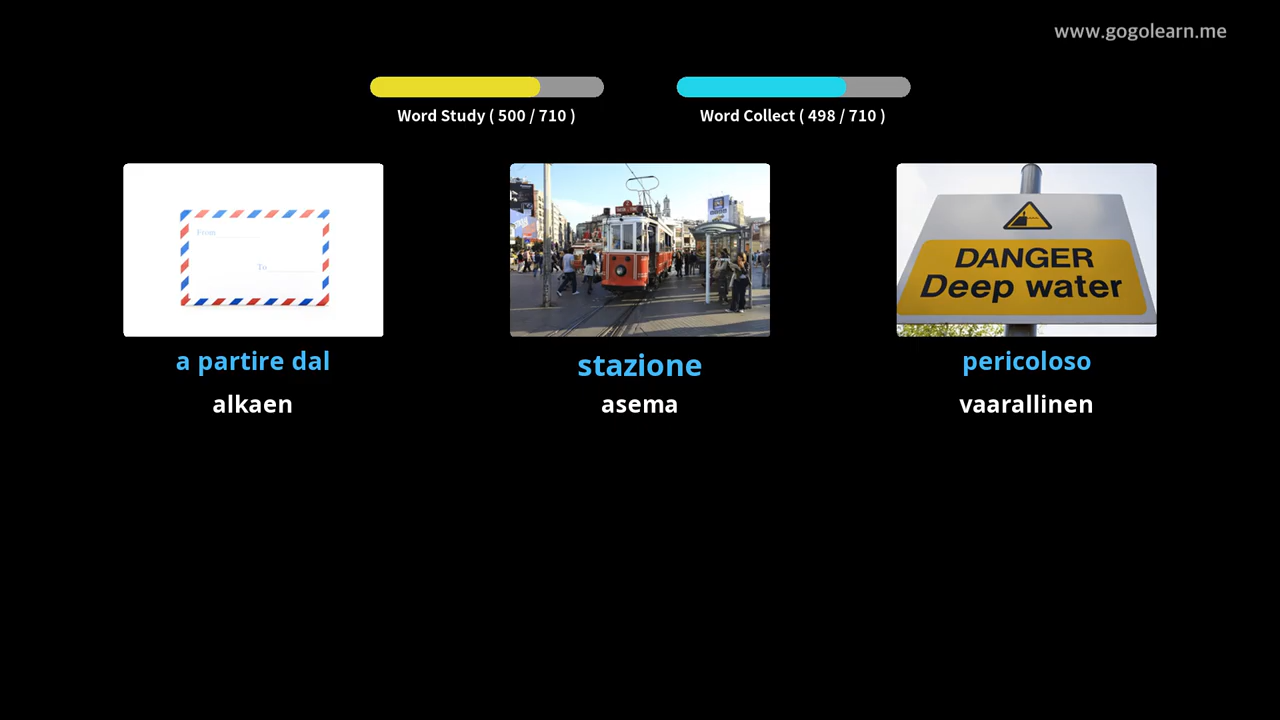 www.gogolearn.me
Word Study ( 500 / 710 )
Word Collect ( 498 / 710 )
From
To
DANGER
Deep water
a partire dal
stazione
pericoloso
alkaen
asema
vaarallinen